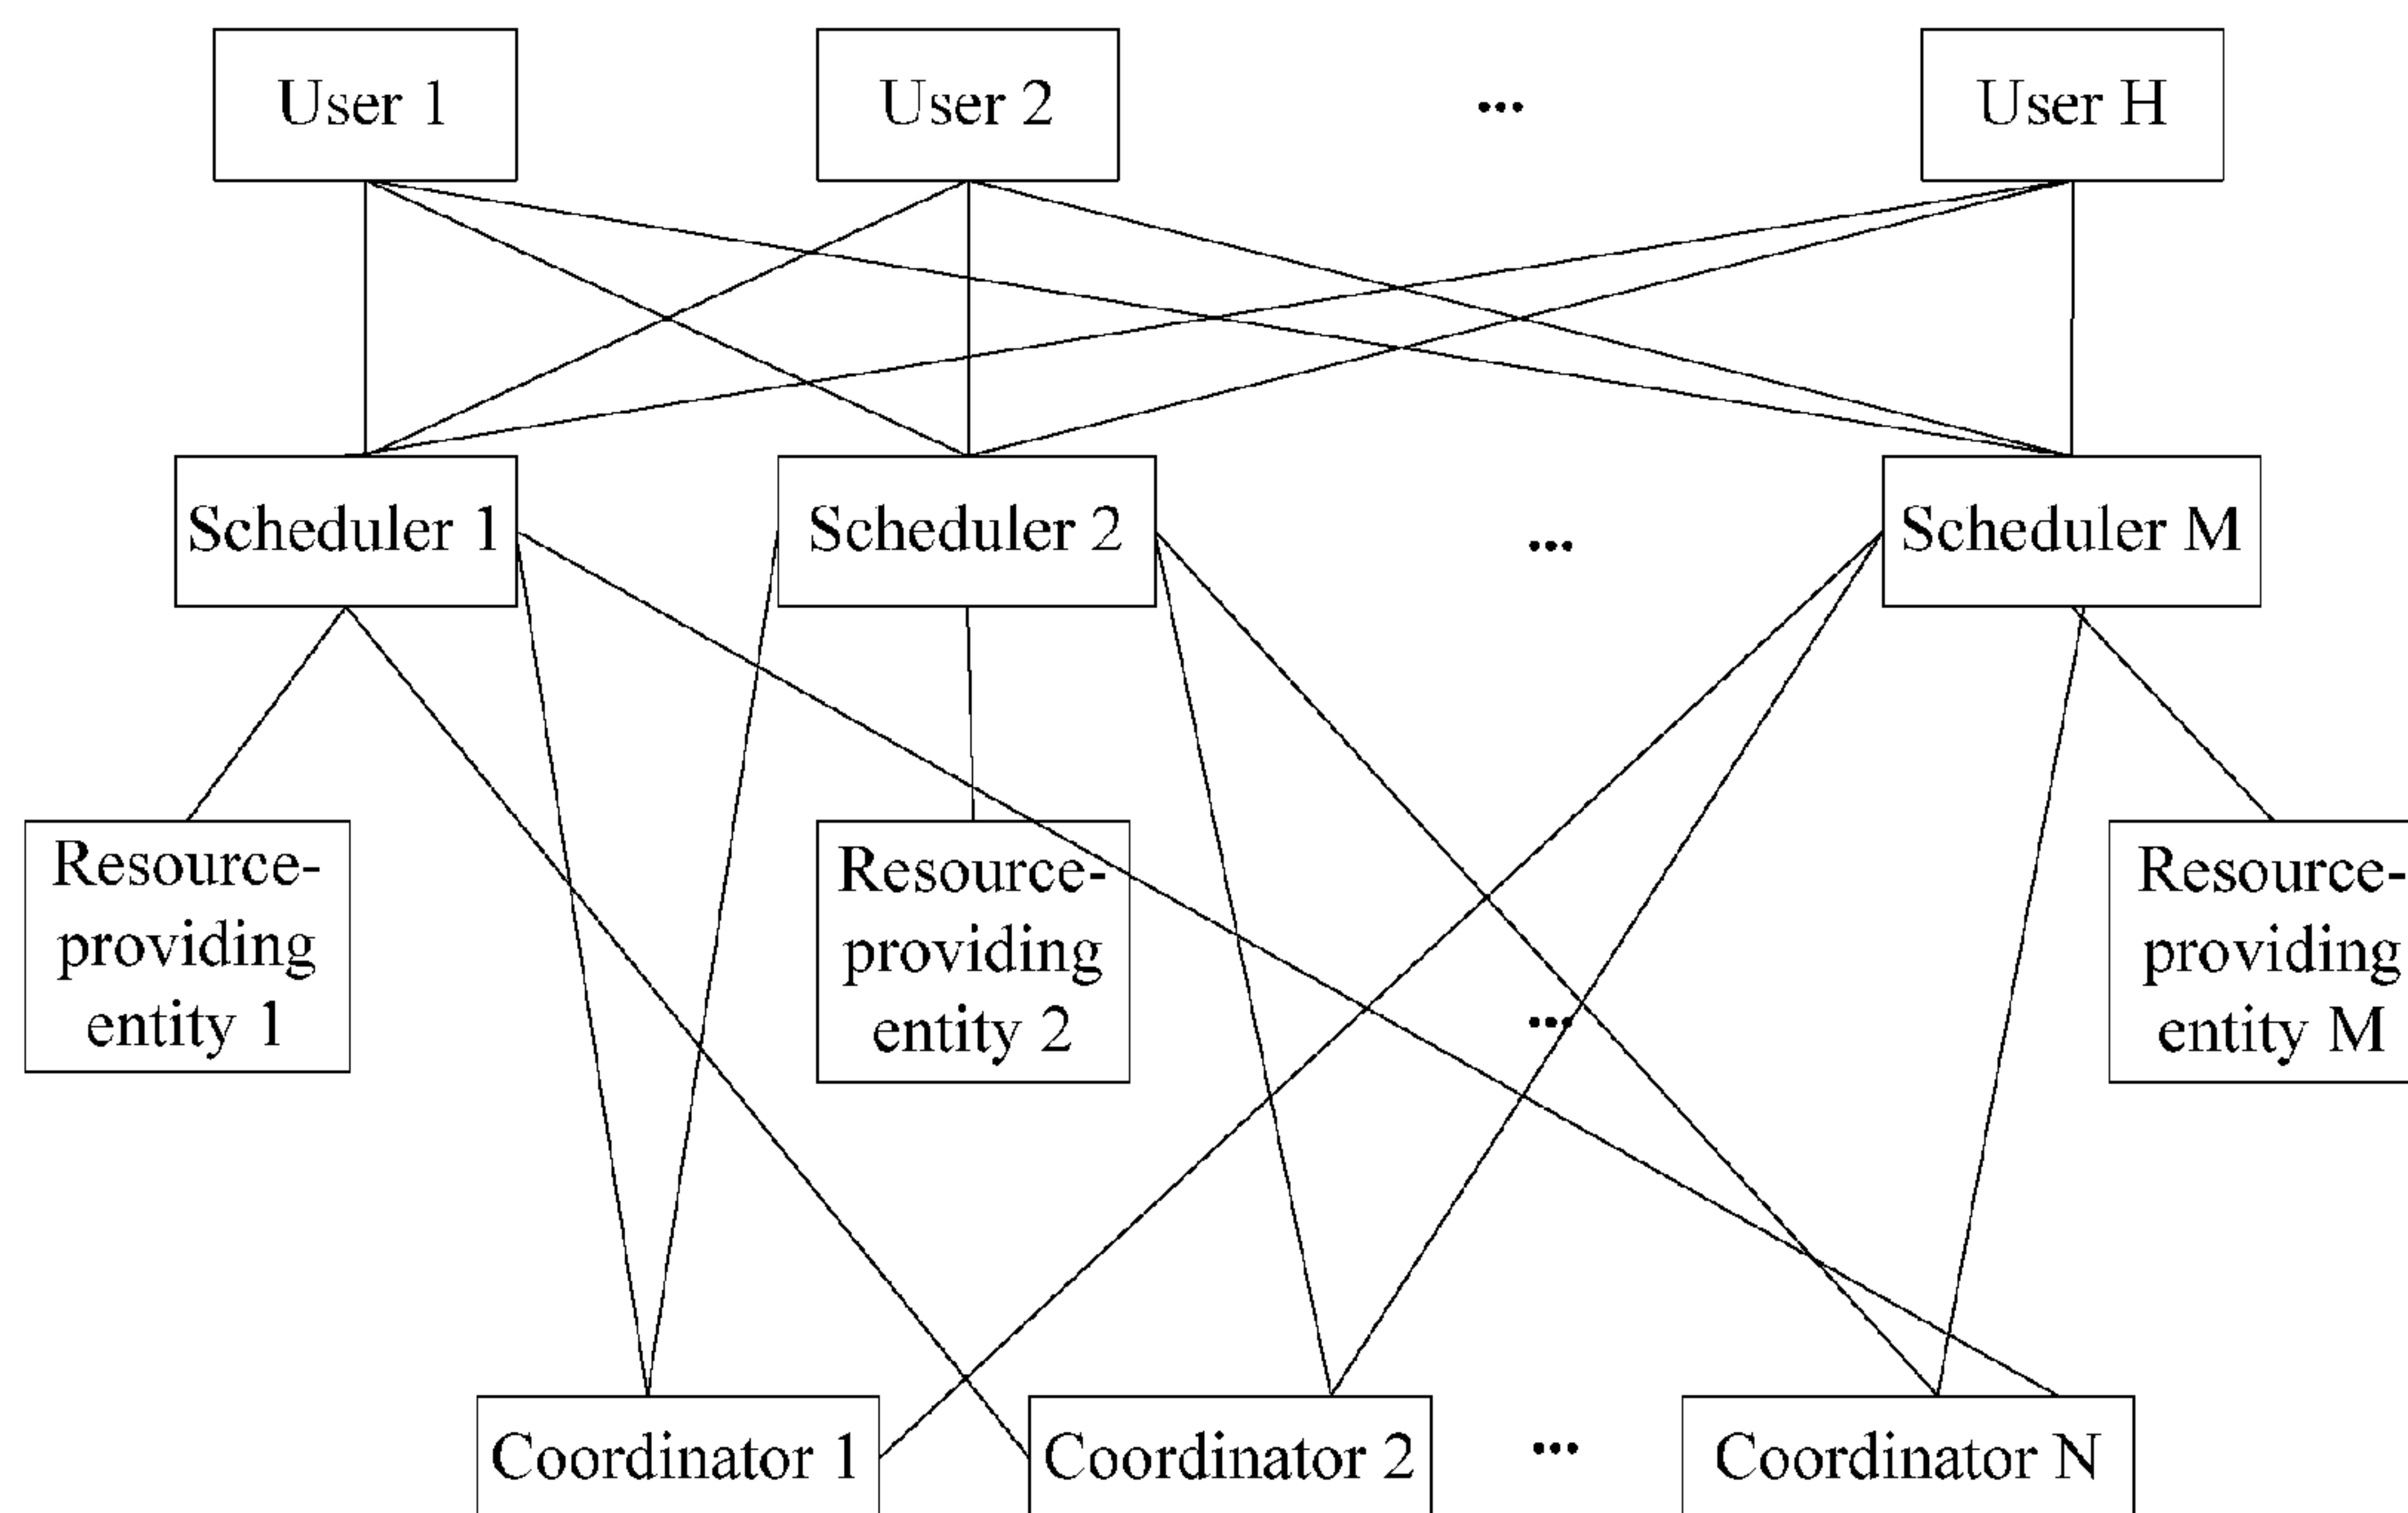 User 1
User 2
...
User H
Scheduler 1
Scheduler 2
...
Scheduler M
Resource-
providing
entity 1
Resource-
providing
entity 2
...
Resource-
providing
entity M
Coordinator 1
Coordinator 2
...
Coordinator N